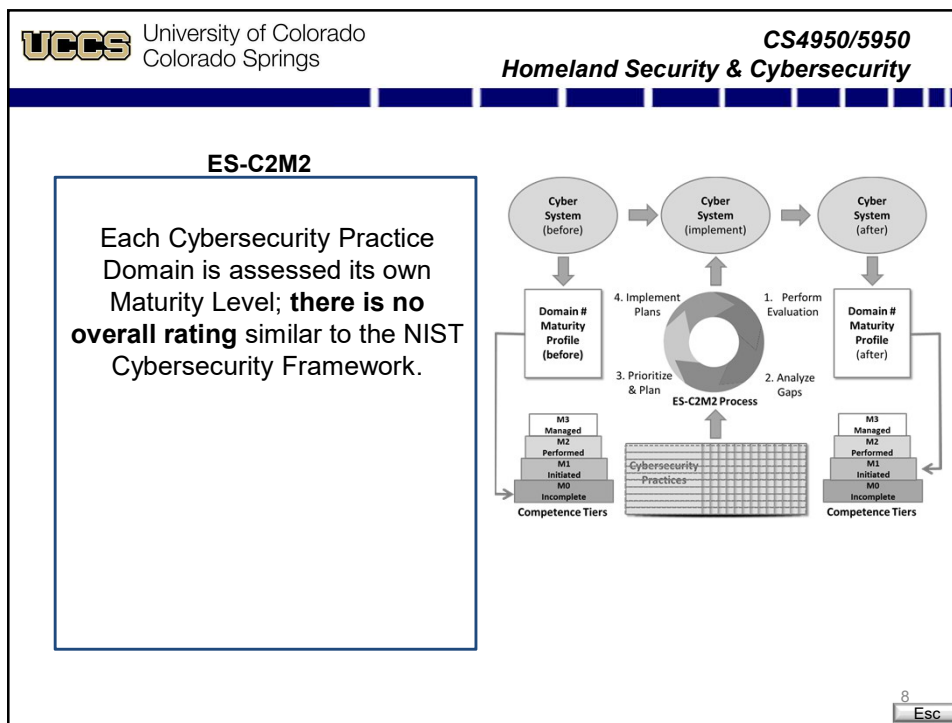 UCCS
University of Colorado
Colorado Springs
CS4950/5950
Homeland Security & Cybersecurity
ES-C2M2
Each Cybersecurity Practice
Domain is assessed its own
Maturity Level; there is no
overall rating similar to the NIST
Cybersecurity Framework.
Cyber
System
(before)
Cyber
System
(implement)
Cyber
System
(after)
Domain #
Maturity
Profile
(before)
4. Implement
Plans
1. Perform
Evaluation
3. Prioritize
& Plan
2. Analyze
Gaps
ES-C2M2 Process
Domain #
Maturity
Profile
(after)
M3
Managed
M2
Performed
M1
Initiated
M0
Incomplete
Competence Tiers
Cybersecurity
Practices
M3
Managed
M2
Performed
M1
Initiated
M0
Incomplete
Competence Tiers
8
Esc